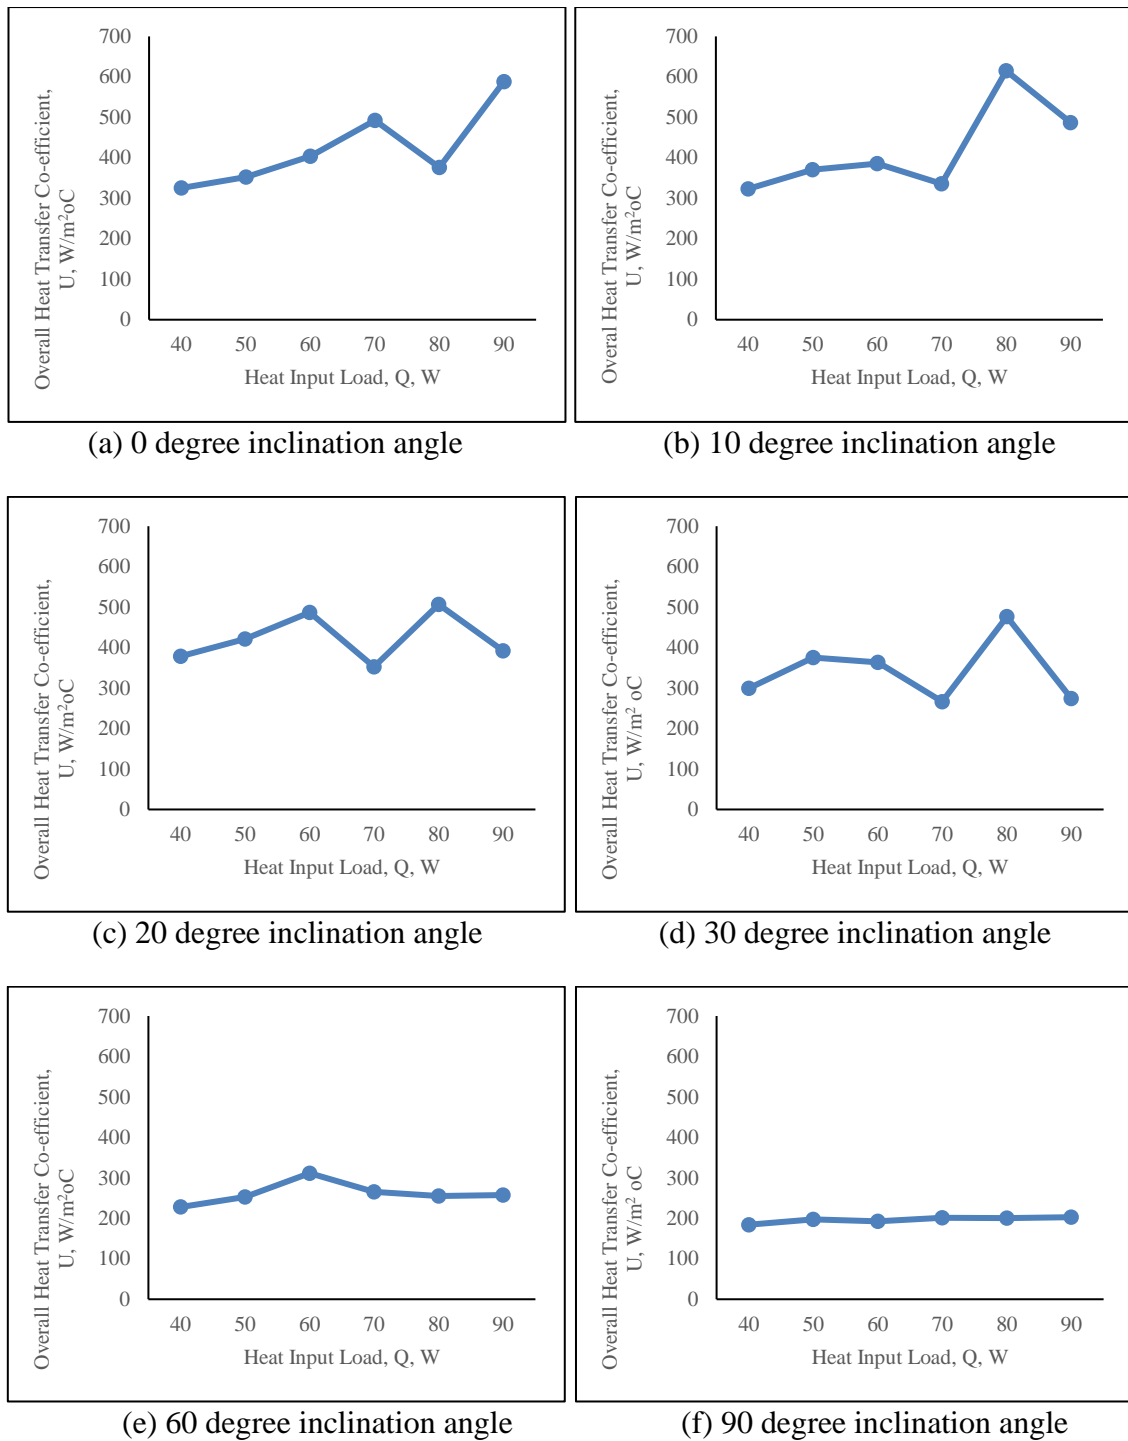 Overall Heat Transfer Co-efficient,
U, W/m²oC
700
600
500
400
300
200
100
0
40 50 60 70 80 90
Heat Input Load, Q, W
(a) 0 degree inclination angle
Overal Heat Transfer Co-efficient,
U, W/m²oC
700
600
500
400
300
200
100
0
40 50 60 70 80 90
Heat Input Load, Q, W
(b) 10 degree inclination angle
Overall Heat Transfer Co-efficient,
U, W/m²oC
700
600
500
400
300
200
100
0
40 50 60 70 80 90
Heat Input Load, Q, W
(c) 20 degree inclination angle
Overall Heat Transfer Co-efficient,
U, W/m² oC
700
600
500
400
300
200
100
0
40 50 60 70 80 90
Heat Input Load, Q, W
(d) 30 degree inclination angle
Overall Heat Transfer Co-efficient,
U, W/m²oC
700
600
500
400
300
200
100
0
40 50 60 70 80 90
Heat Input Load, Q, W
(e) 60 degree inclination angle
Overall Heat Transfer Co-efficient,
U, W/m² oC
700
600
500
400
300
200
100
0
40 50 60 70 80 90
Heat Input Load, Q, W
(f) 90 degree inclination angle